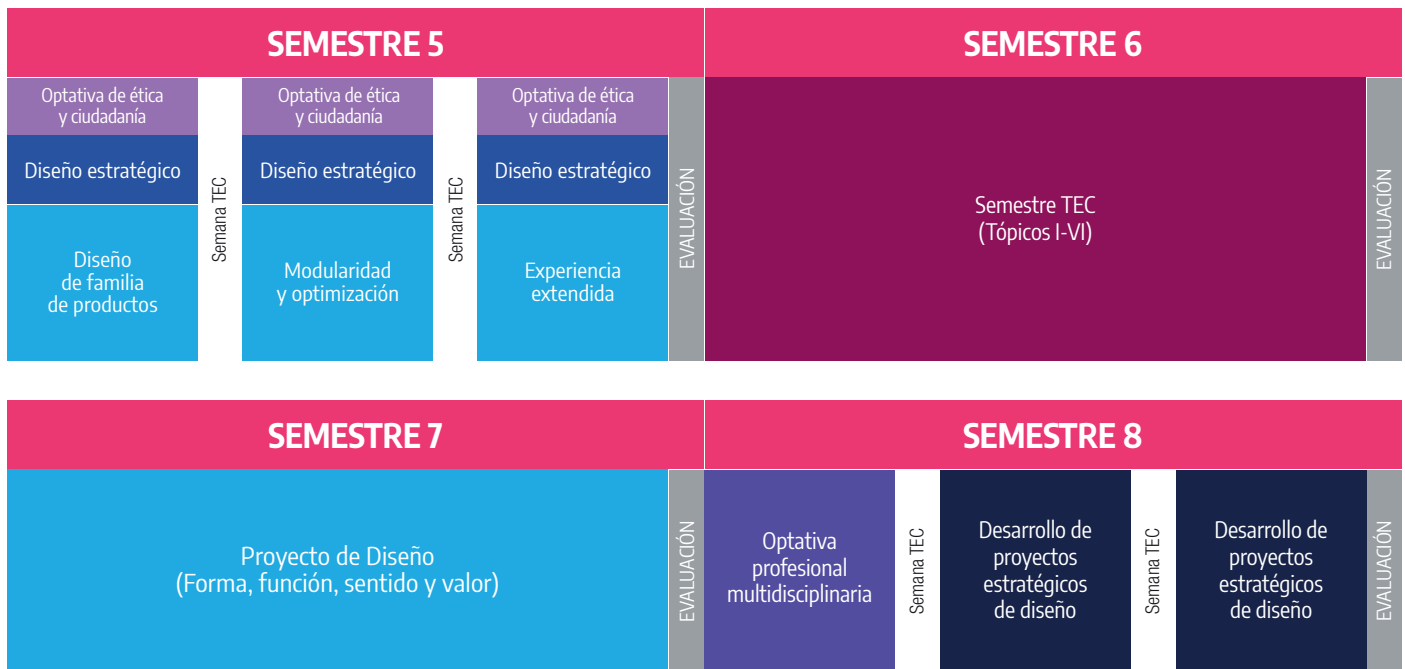 SEMESTRE 5
Optativa de ética
y ciudadanía
Diseño estratégico
Diseño
de familia
de productos
Semana TEC
Optativa de ética
y ciudadanía
Diseño estratégico
Modularidad
y optimización
Semana TEC
Optativa de ética
y ciudadanía
Diseño estratégico
Experiencia
extendida
EVALUACIÓN
SEMESTRE 6
Semestre TEC
(Tópicos I-VI)
EVALUACIÓN
SEMESTRE 7
Proyecto de Diseño
(Forma, función, sentido y valor)
EVALUACIÓN
SEMESTRE 8
Optativa
profesional
multidisciplinaria
Semana TEC
Desarrollo de
proyectos
estratégicos
de diseño
Semana TEC
Desarrollo de
proyectos
estratégicos
de diseño
EVALUACIÓN